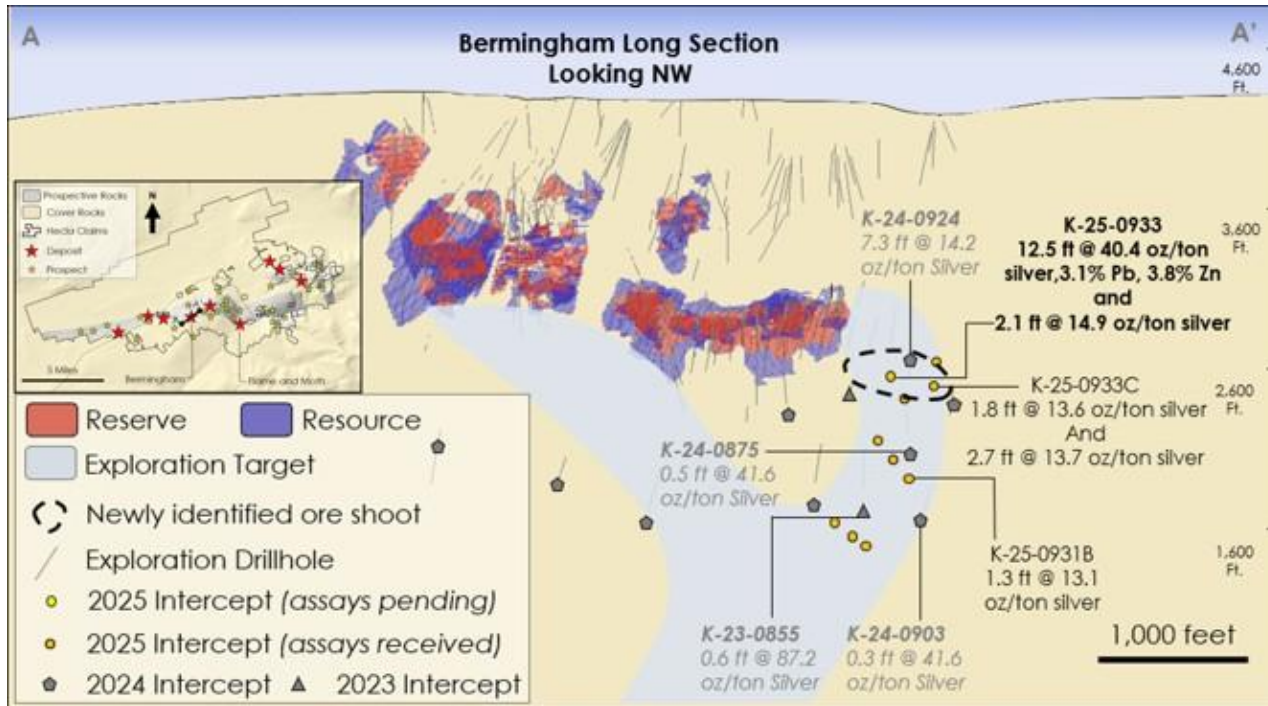 A
A'
Bermingham Long Section
Looking NW
4,600
Ft.
Prospective Rocks
Cover Rocks
Hecla Claims
Deposit
Prospect
N
5 Miles
Bermingham
Flame and Moth
K-24-0924
7.3 ft @ 14.2
oz/ton Silver
K-25-0933
12.5 ft @ 40.4 oz/ton
silver,3.1% Pb, 3.8% Zn
and
2.1 ft @ 14.9 oz/ton silver
3,600
Ft.
K-25-0933C
1.8 ft @ 13.6 oz/ton silver
And
2.7 ft @ 13.7 oz/ton silver
2,600
Ft.
K-24-0875
0.5 ft @ 41.6
oz/ton Silver
K-25-0931B
1.3 ft @ 13.1
oz/ton silver
1,600
Ft.
K-23-0855
0.6 ft @ 87.2
oz/ton Silver
K-24-0903
0.3 ft @ 41.6
oz/ton Silver
1,000 feet
Reserve
Resource
Exploration Target
Newly identified ore shoot
Exploration Drillhole
2025 Intercept (assays pending)
2025 Intercept (assays received)
2024 Intercept
2023 Intercept